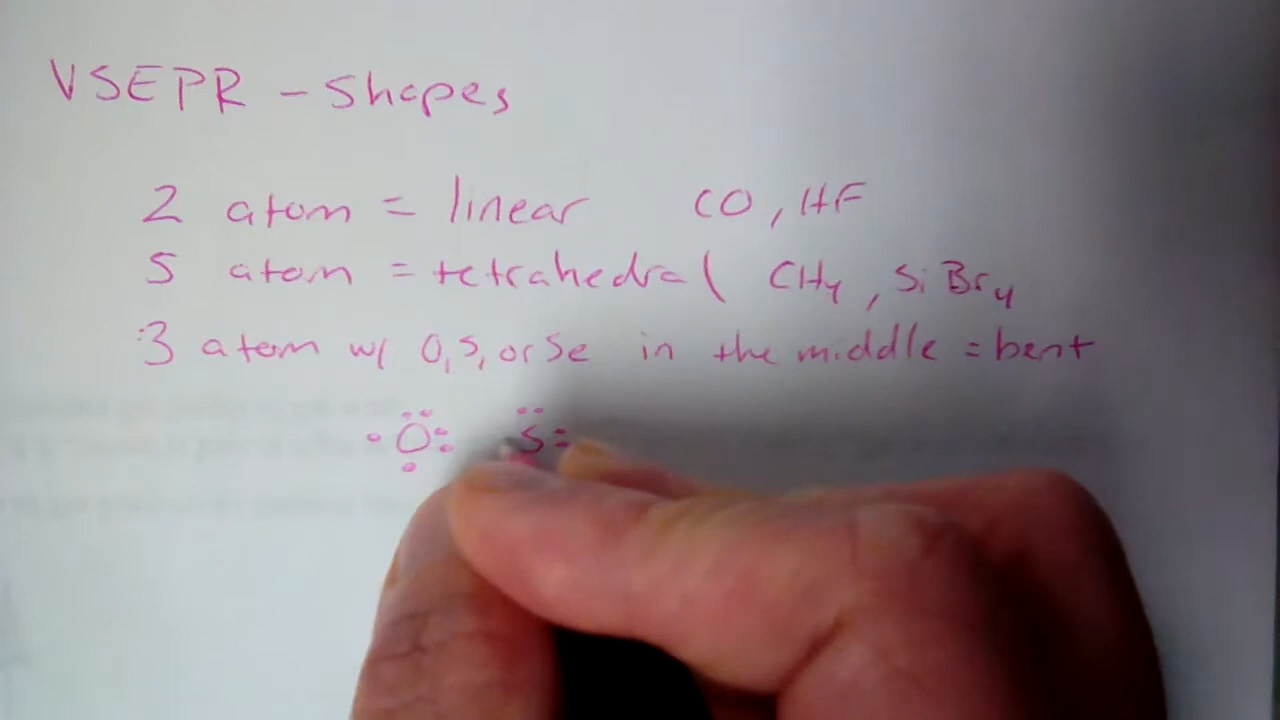 VSEPR - Shapes
2 atom = linear CO, HF
5 atom = tetrahedral CH4, SiBr4
3 atom w/ O, S, or Se in the middle = bent
O S